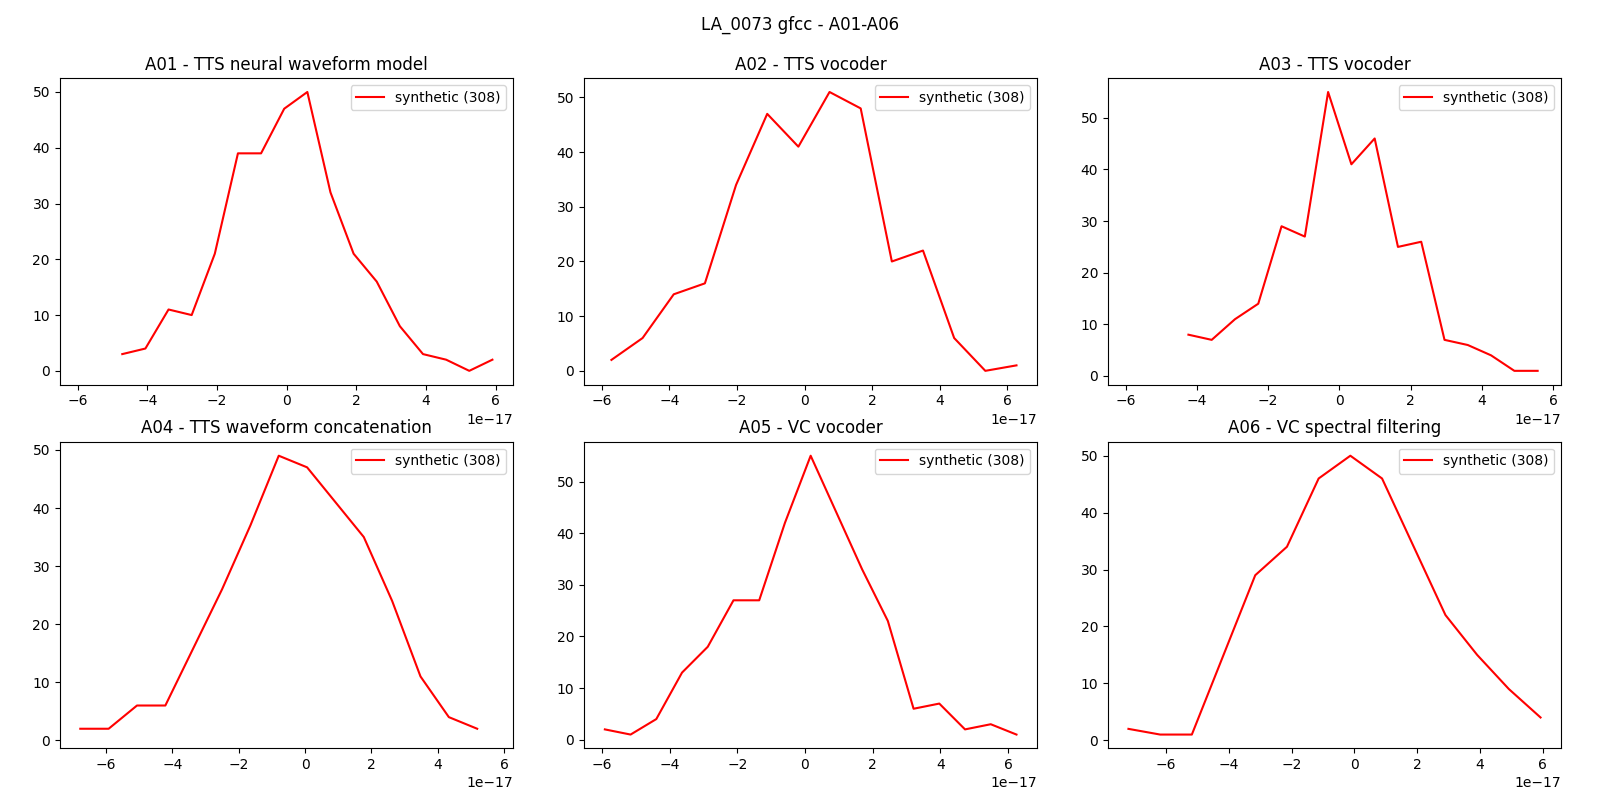 LA_0073 gfcc - A01-A06
A01 - TTS neural waveform model
synthetic (308)
50
40
30
20
10
0
−6 −4 −2 0 2 4 6
1e−17
A02 - TTS vocoder
synthetic (308)
50
40
30
20
10
0
−6 −4 −2 0 2 4 6
1e−17
A03 - TTS vocoder
synthetic (308)
50
40
30
20
10
0
−6 −4 −2 0 2 4 6
1e−17
A04 - TTS waveform concatenation
synthetic (308)
50
40
30
20
10
0
−6 −4 −2 0 2 4 6
1e−17
A05 - VC vocoder
synthetic (308)
50
40
30
20
10
0
−6 −4 −2 0 2 4 6
1e−17
A06 - VC spectral filtering
synthetic (308)
50
40
30
20
10
0
−6 −4 −2 0 2 4 6
1e−17